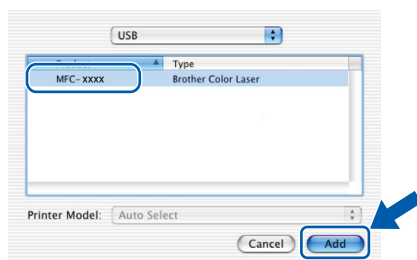 USB
Type
MFC- xxxx Brother Color Laser
Printer Model: Auto Select
Cancel Add